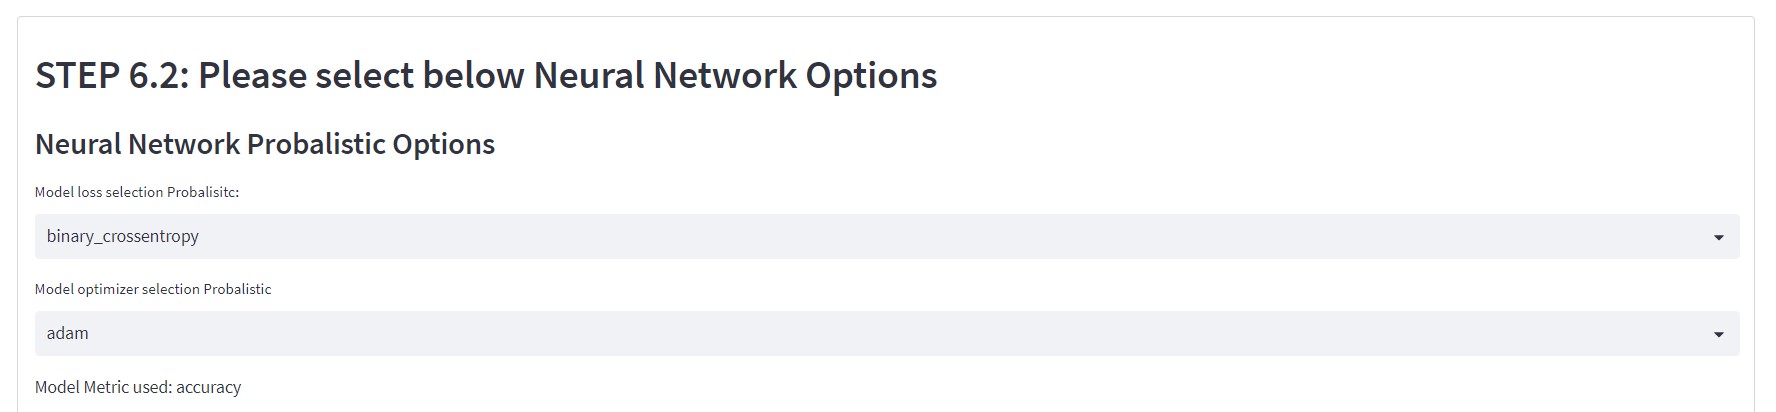 STEP 6.2: Please select below Neural Network Options
Neural Network Probalistic Options
Model loss selection Probalisitc:
binary_crossentropy
Model optimizer selection Probalistic
adam
Model Metric used: accuracy